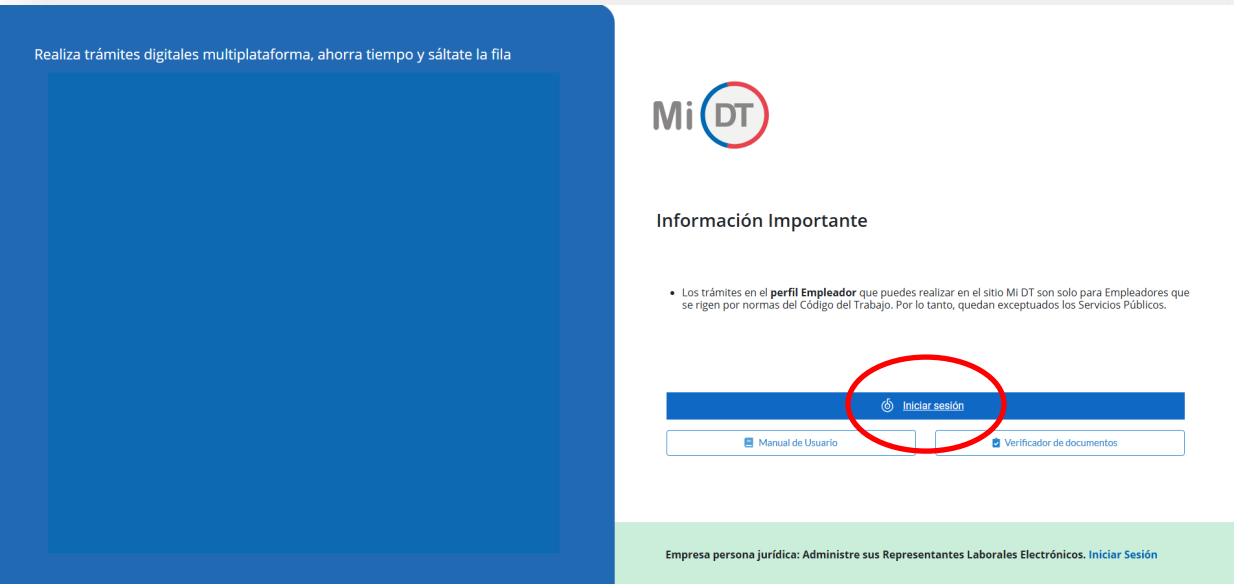 Realiza trámites digitales multiplataforma, ahorra tiempo y sáltate la fila
Mi DT
Información Importante
Los trámites en el perfil Empleador que puedes realizar en el sitio Mi DT son solo para Empleadores que
se rigen por normas del Código del Trabajo. Por lo tanto, quedan exceptuados los Servicios Públicos.
Iniciar sesión
Manual de Usuario
Verificador de documentos
Empresa persona jurídica: Administre sus Representantes Laborales Electrónicos. Iniciar Sesión